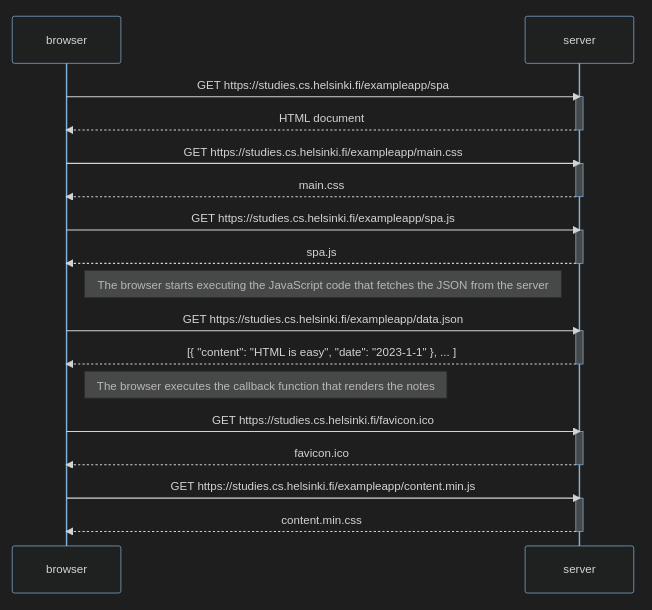 browser server
GET https://studies.cs.helsinki.fi/exampleapp/spa
HTML document
GET https://studies.cs.helsinki.fi/exampleapp/main.css
main.css
GET https://studies.cs.helsinki.fi/exampleapp/spa.js
spa.js
The browser starts executing the JavaScript code that fetches the JSON from the server
GET https://studies.cs.helsinki.fi/exampleapp/data.json
[{ "content": "HTML is easy", "date": "2023-1-1" }, ... ]
The browser executes the callback function that renders the notes
GET https://studies.cs.helsinki.fi/favicon.ico
favicon.ico
GET https://studies.cs.helsinki.fi/exampleapp/content.min.js
content.min.css
browser server